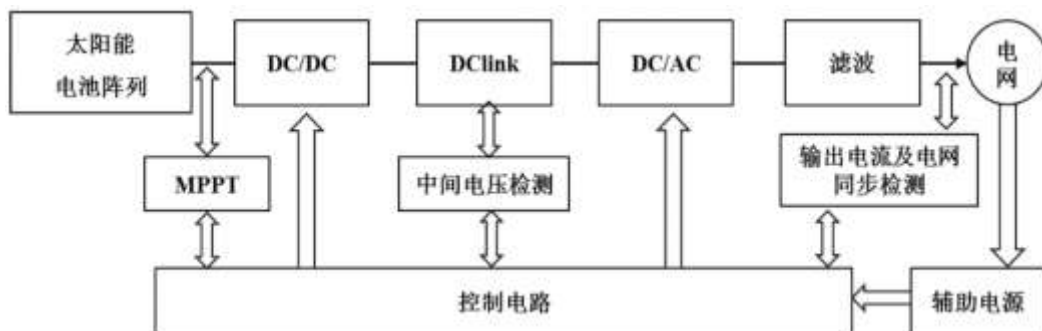 太阳能
电池阵列
DC/DC
DClink
DC/AC
滤波
电
网
MPPT
中间电压检测
输出电流及电网
同步检测
控制电路
辅助电源